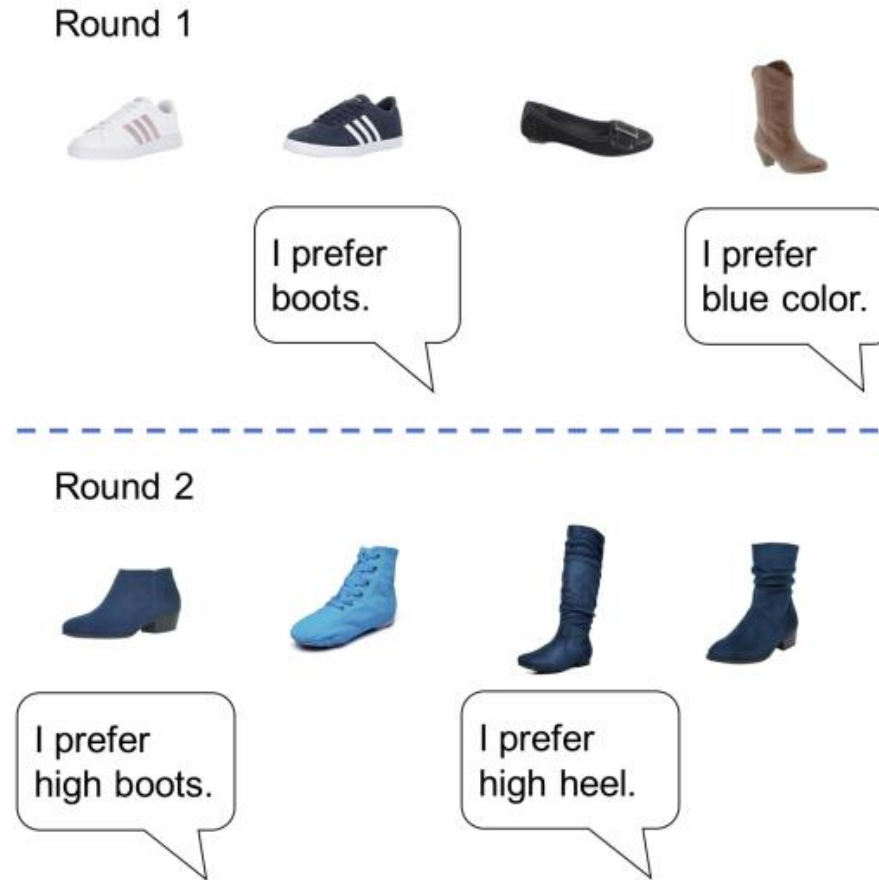 Round 1
I prefer
boots.
I prefer
blue color.
Round 2
I prefer
high boots.
I prefer
high heel.